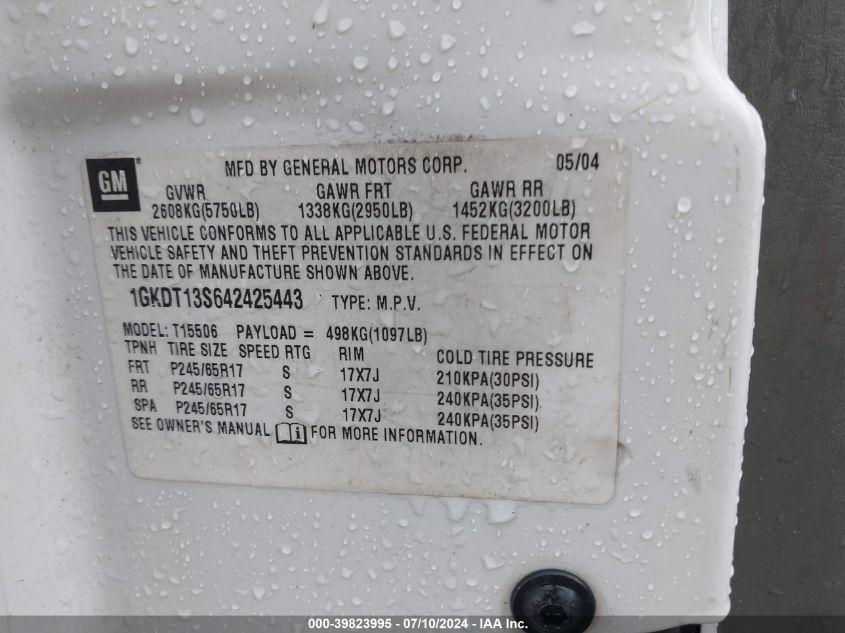 GM® MFD BY GENERAL MOTORS CORP. 05/04
GVWR GAWR FRT GAWR RR
2608KG(5750LB) 1338KG(2950LB) 1452KG(3200LB)
THIS VEHICLE CONFORMS TO ALL APPLICABLE U.S. FEDERAL MOTOR
VEHICLE SAFETY AND THEFT PREVENTION STANDARDS IN EFFECT ON
THE DATE OF MANUFACTURE SHOWN ABOVE.
1GKDT13S642425443 TYPE: M.P.V.
MODEL: T15506 PAYLOAD = 498KG(1097LB)
TPNH TIRE SIZE SPEED RTG RIM COLD TIRE PRESSURE
FRT P245/65R17 S 17X7J 210KPA(30PSI)
RR P245/65R17 S 17X7J 240KPA(35PSI)
SPA P245/65R17 S 17X7J 240KPA(35PSI)
SEE OWNER'S MANUAL i FOR MORE INFORMATION.
000-39823995 - 07/10/2024 - IAA Inc.